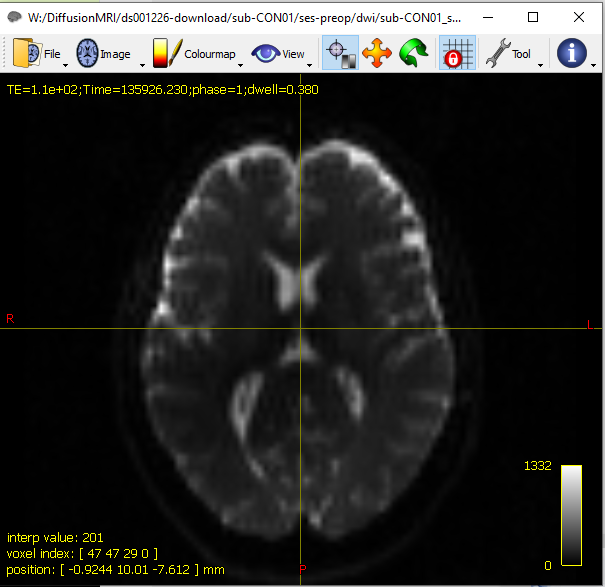 W:/DiffusionMRI/ds001226-download/sub-CON01/ses-preop/dwi/sub-CON01_s...
File Image Colourmap View Tool
TE=1.1e+02;Time=135926.230;phase=1;dwell=0.380
R
L
1332
interp value: 201
voxel index: [ 47 47 29 0 ]
0
position: [ -0.9244 10.01 -7.612 ] mm
P